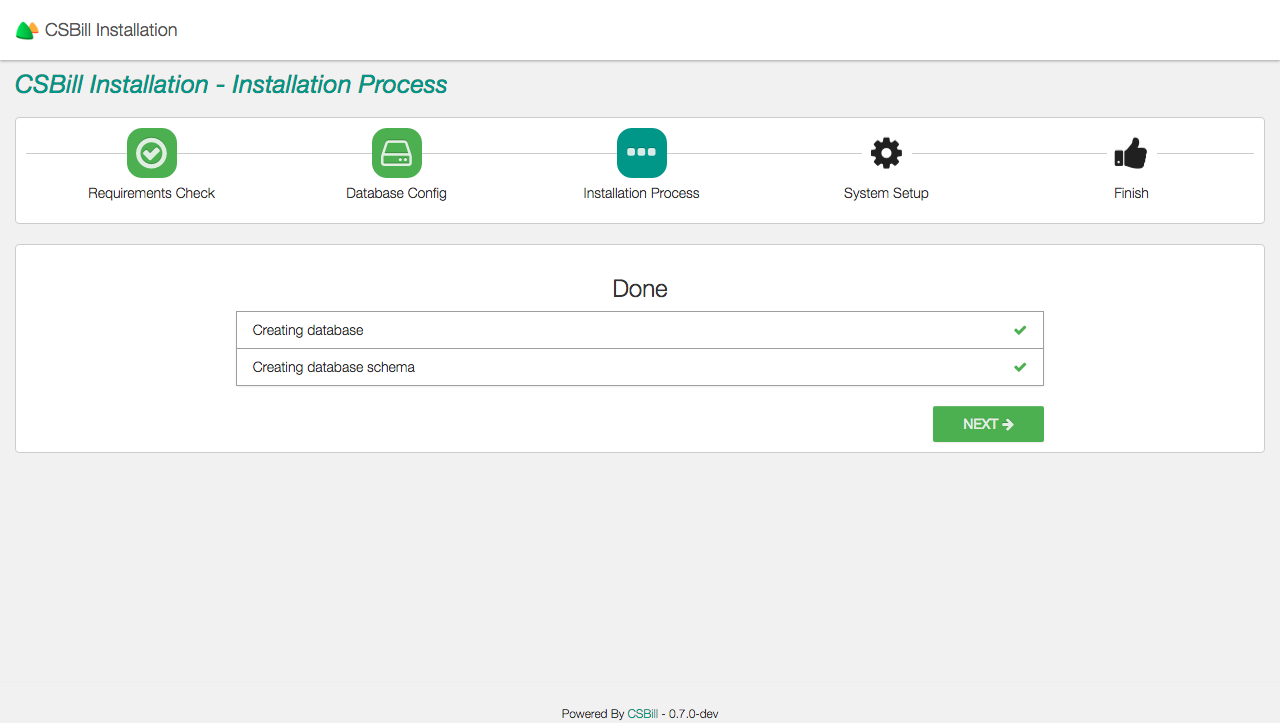 CSBill Installation
CSBill Installation - Installation Process
Requirements Check
Database Config
Installation Process
System Setup
Finish
Done
Creating database
Creating database schema
NEXT
Powered By CSBill - 0.7.0-dev